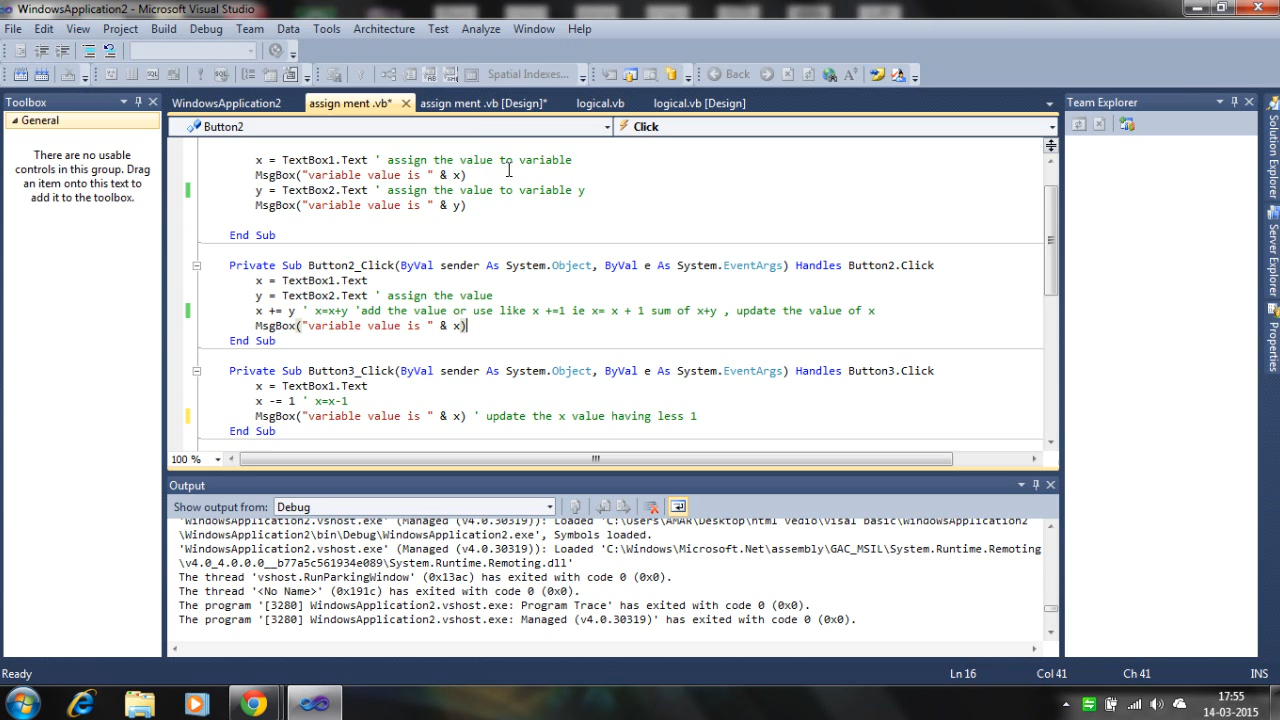 WindowsApplication2 - Microsoft Visual Studio
File Edit View Project Build Debug Team Data Tools Architecture Test Analyze Window Help
Spatial Indexes... Back
Toolbox
General
There are no usable
controls in this group. Drag
an item onto this text to
add it to the toolbox.
WindowsApplication2 assign ment .vb* assign ment .vb [Design]* logical.vb logical.vb [Design]
Button2 Click
x = TextBox1.Text ' assign the value to variable
MsgBox("variable value is " & x)
y = TextBox2.Text ' assign the value to variable y
MsgBox("variable value is " & y)
End Sub
Private Sub Button2_Click(ByVal sender As System.Object, ByVal e As System.EventArgs) Handles Button2.Click
x = TextBox1.Text
y = TextBox2.Text ' assign the value
x += y ' x=x+y 'add the value or use like x +=1 ie x= x + 1 sum of x+y , update the value of x
MsgBox("variable value is " & x)
End Sub
Private Sub Button3_Click(ByVal sender As System.Object, ByVal e As System.EventArgs) Handles Button3.Click
x = TextBox1.Text
x -= 1 ' x=x-1
MsgBox("variable value is " & x) ' update the x value having less 1
End Sub
100 %
Output
Show output from: Debug
'WindowsApplication2.vshost.exe' (Managed (v4.0.30319)): Loaded 'C:\Users\AMAR\Desktop\html vedio\visal basic\WindowsApplication2
\WindowsApplication2\bin\Debug\WindowsApplication2.exe', Symbols loaded.
'WindowsApplication2.vshost.exe' (Managed (v4.0.30319)): Loaded 'C:\Windows\Microsoft.Net\assembly\GAC_MSIL\System.Runtime.Remoting
\v4.0_4.0.0.0__b77a5c561934e089\System.Runtime.Remoting.dll'
The thread 'vshost.RunParkingWindow' (0x13ac) has exited with code 0 (0x0).
The thread '<No Name>' (0x191c) has exited with code 0 (0x0).
The program '[3280] WindowsApplication2.vshost.exe: Program Trace' has exited with code 0 (0x0).
The program '[3280] WindowsApplication2.vshost.exe: Managed (v4.0.30319)' has exited with code 0 (0x0).
Team Explorer
Solution Explorer
Server Explorer
Properties
Ready Ln 16 Col 41 Ch 41 INS
17:55
14-03-2015